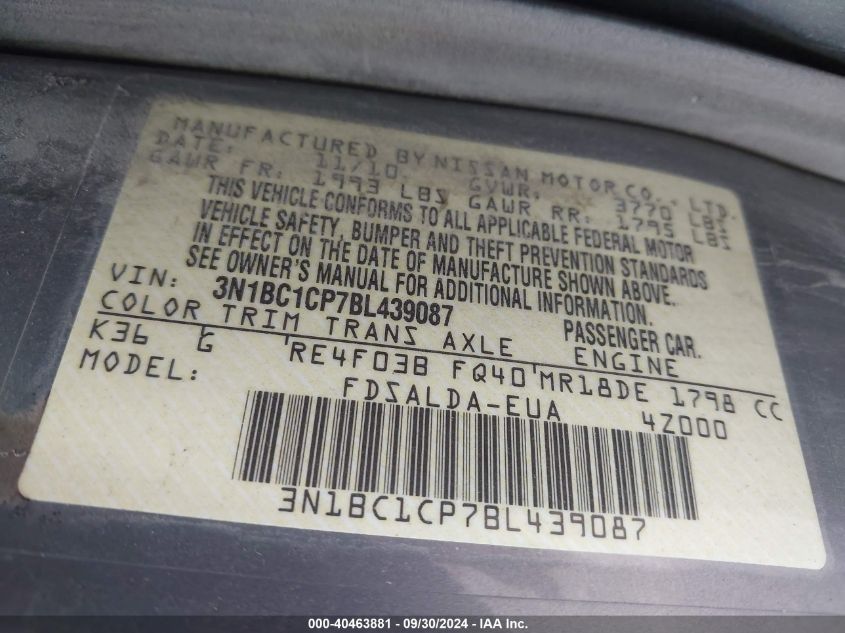 MANUFACTURED BY NISSAN MOTOR CO., LTD.
DATE: 11/10 GVWR: 3770 LBS
GAWR FR: 1993 LBS GAWR RR: 1795 LBS
THIS VEHICLE CONFORMS TO ALL APPLICABLE FEDERAL MOTOR
VEHICLE SAFETY, BUMPER AND THEFT PREVENTION STANDARDS
IN EFFECT ON THE DATE OF MANUFACTURE SHOWN ABOVE.
SEE OWNER'S MANUAL FOR ADDITIONAL INFORMATION.
VIN: 3N1BC1CP7BL439087 PASSENGER CAR.
COLOR TRIM TRANS AXLE ENGINE
K36 G RE4F03B FQ40 MR18DE 1798 CC
MODEL: FDSALDA-EUA 4Z000
3N1BC1CP7BL439087
000-40463881 - 09/30/2024 - IAA Inc.